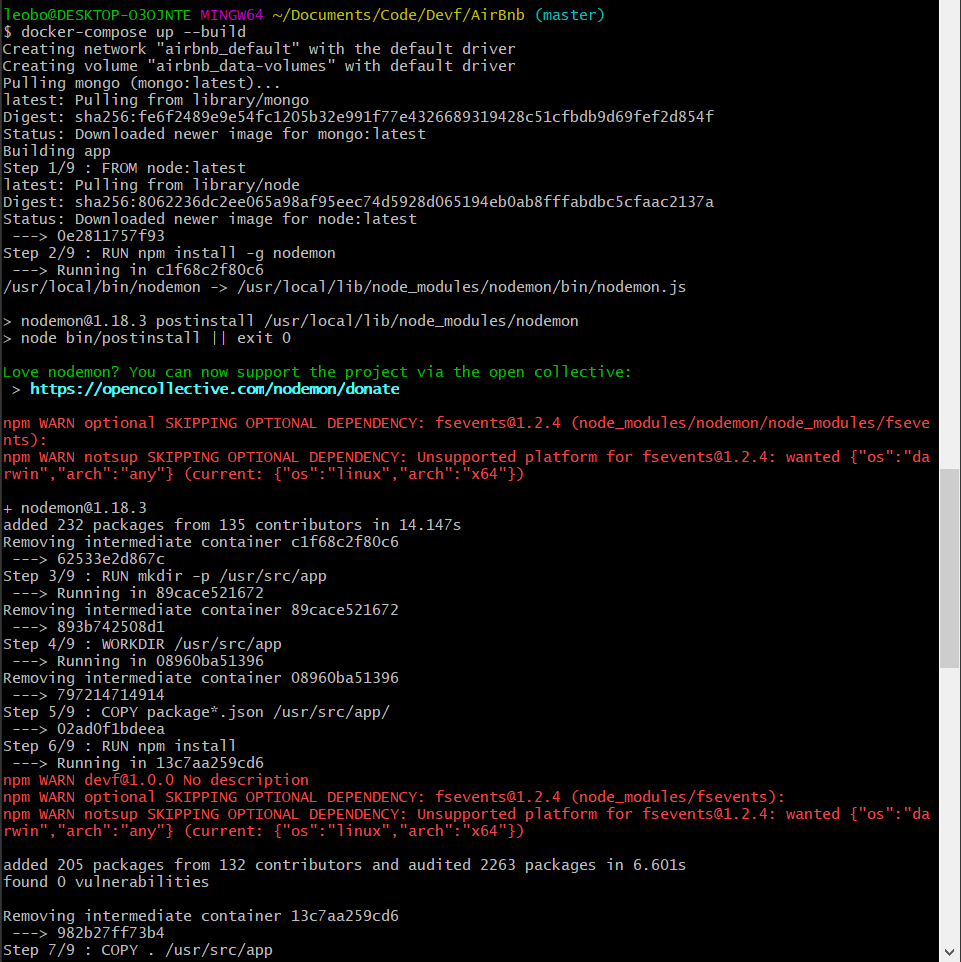 leobo@DESKTOP-O3OJNTE MINGW64 ~/Documents/Code/Devf/AirBnb (master)
$ docker-compose up --build
Creating network "airbnb_default" with the default driver
Creating volume "airbnb_data-volumes" with default driver
Pulling mongo (mongo:latest)...
latest: Pulling from library/mongo
Digest: sha256:fe6f2489e9e54fc1205b32e991f77e4326689319428c51cfbdb9d69fef2d854f
Status: Downloaded newer image for mongo:latest
Building app
Step 1/9 : FROM node:latest
latest: Pulling from library/node
Digest: sha256:8062236dc2ee065a98af95eec74d5928d065194eb0ab8fffabdbc5cfaac2137a
Status: Downloaded newer image for node:latest
 ---> 0e2811757f93
Step 2/9 : RUN npm install -g nodemon
 ---> Running in c1f68c2f80c6
/usr/local/bin/nodemon -> /usr/local/lib/node_modules/nodemon/bin/nodemon.js

> nodemon@1.18.3 postinstall /usr/local/lib/node_modules/nodemon
> node bin/postinstall || exit 0

Love nodemon? You can now support the project via the open collective:
 > https://opencollective.com/nodemon/donate

npm WARN optional SKIPPING OPTIONAL DEPENDENCY: fsevents@1.2.4 (node_modules/nodemon/node_modules/fseve
nts):
npm WARN notsup SKIPPING OPTIONAL DEPENDENCY: Unsupported platform for fsevents@1.2.4: wanted {"os":"da
rwin","arch":"any"} (current: {"os":"linux","arch":"x64"})

+ nodemon@1.18.3
added 232 packages from 135 contributors in 14.147s
Removing intermediate container c1f68c2f80c6
 ---> 62533e2d867c
Step 3/9 : RUN mkdir -p /usr/src/app
 ---> Running in 89cace521672
Removing intermediate container 89cace521672
 ---> 893b742508d1
Step 4/9 : WORKDIR /usr/src/app
 ---> Running in 08960ba51396
Removing intermediate container 08960ba51396
 ---> 797214714914
Step 5/9 : COPY package*.json /usr/src/app/
 ---> 02ad0f1bdeea
Step 6/9 : RUN npm install
 ---> Running in 13c7aa259cd6
npm WARN devf@1.0.0 No description
npm WARN optional SKIPPING OPTIONAL DEPENDENCY: fsevents@1.2.4 (node_modules/fsevents):
npm WARN notsup SKIPPING OPTIONAL DEPENDENCY: Unsupported platform for fsevents@1.2.4: wanted {"os":"da
rwin","arch":"any"} (current: {"os":"linux","arch":"x64"})

added 205 packages from 132 contributors and audited 2263 packages in 6.601s
found 0 vulnerabilities

Removing intermediate container 13c7aa259cd6
 ---> 982b27ff73b4
Step 7/9 : COPY . /usr/src/app